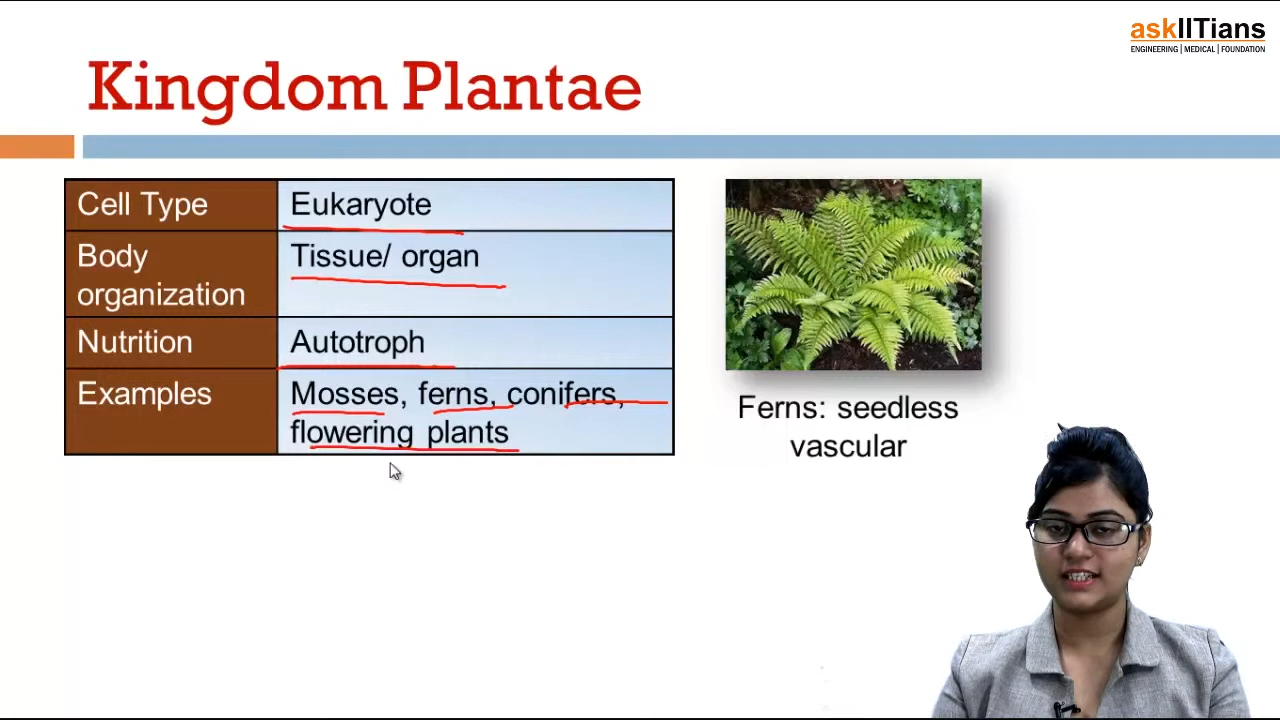 askIITians
ENGINEERING | MEDICAL | FOUNDATION
Kingdom Plantae
Cell Type
Eukaryote
Body
organization
Tissue/ organ
Nutrition
Autotroph
Examples
Mosses, ferns, conifers,
flowering plants
Ferns: seedless
vascular